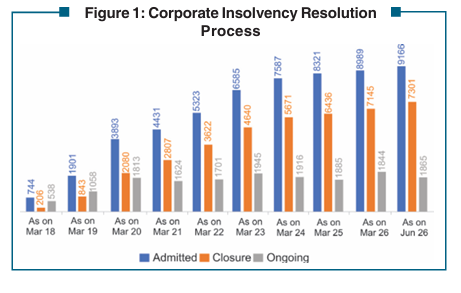 Figure 1: Corporate Insolvency Resolution
Process
744
206
538
1901
843
1058
3893
2080
1813
4431
2807
1624
5323
3622
1701
6585
4640
1945
7587
5671
1916
8321
6436
1885
8989
7145
1844
9166
7301
1865
As on
Mar 18
As on
Mar 19
As on
Mar 20
As on
Mar 21
As on
Mar 22
As on
Mar 23
As on
Mar 24
As on
Mar 25
As on
Mar 26
As on
Jun 26
Admitted Closure Ongoing